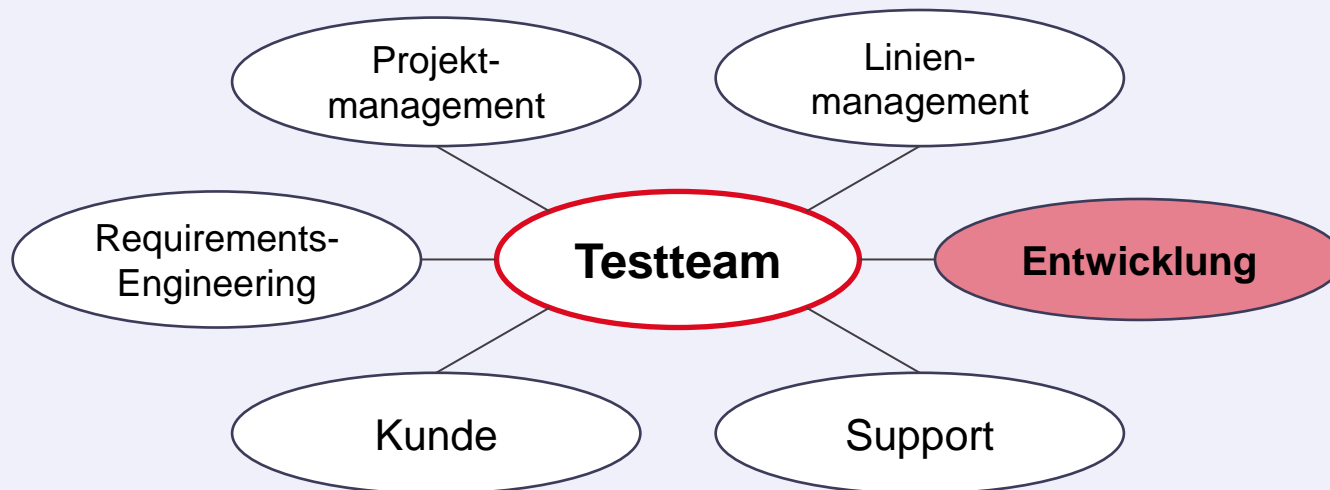 Projekt-
management
Linien-
management
Requirements-
Engineering
Testteam
Entwicklung
Kunde
Support